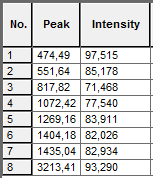 No. Peak Intensity
1 474,49 97,515
2 551,64 85,178
3 817,82 71,468
4 1072,42 77,540
5 1269,16 83,911
6 1404,18 82,026
7 1435,04 82,934
8 3213,41 93,290